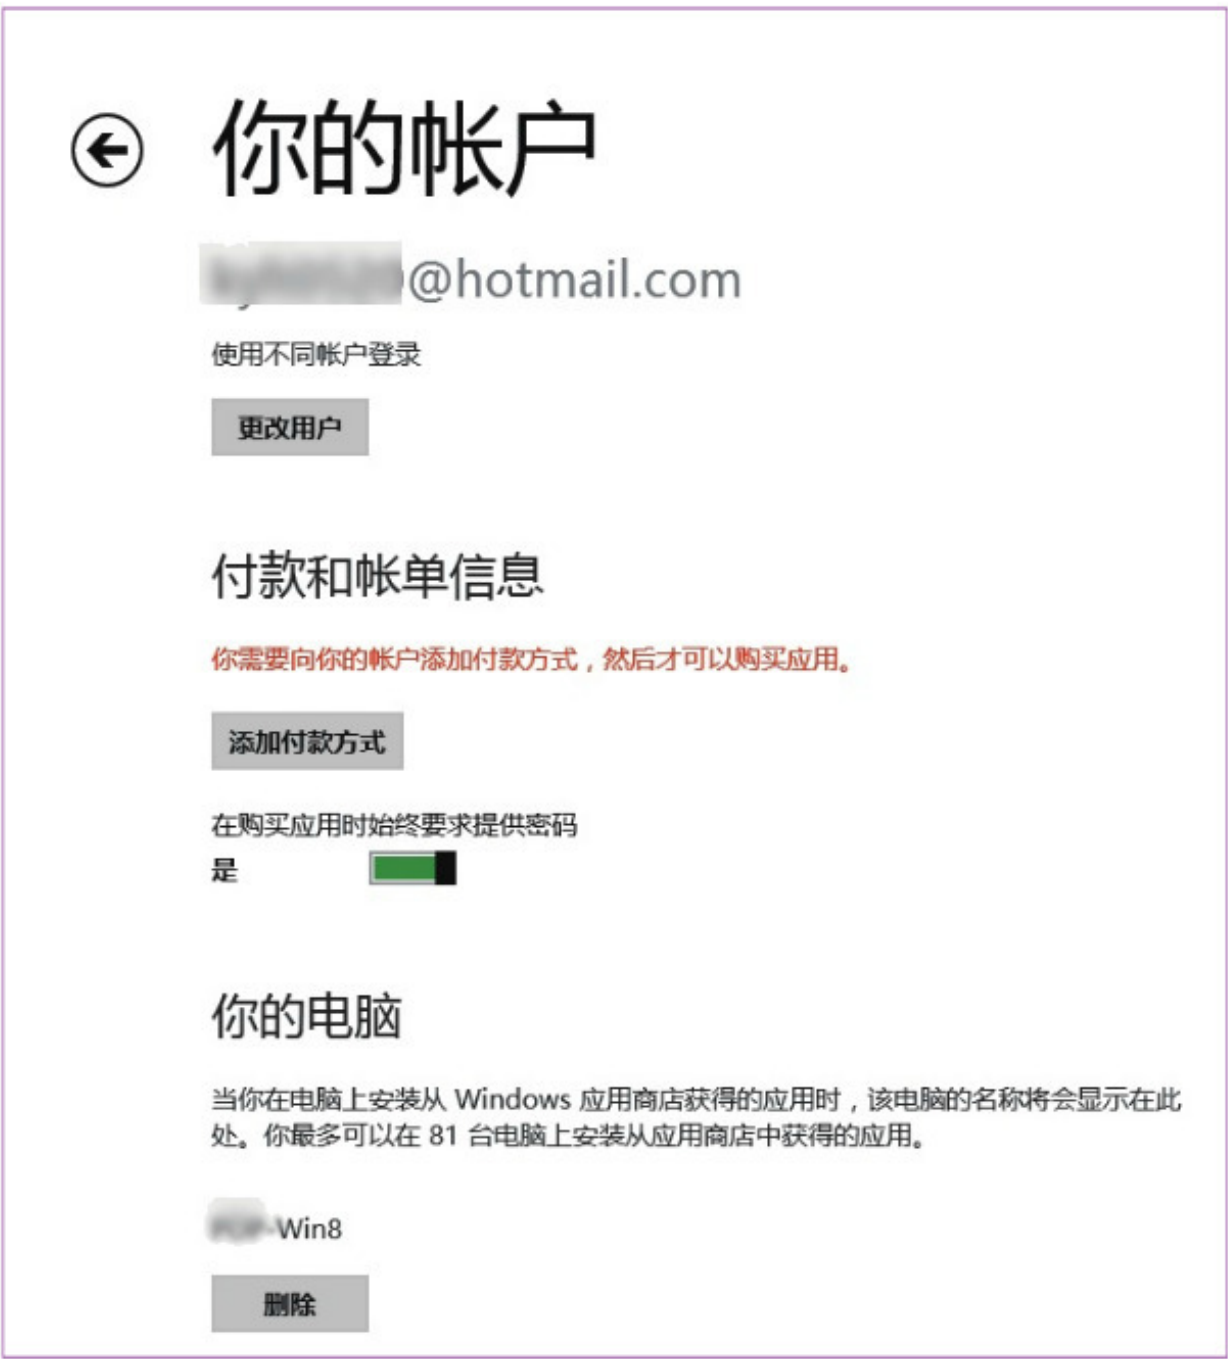 你的帐户
@hotmail.com
使用不同帐户登录
更改用户
付款和帐单信息
你需要向你的帐户添加付款方式，然后才可以购买应用。
添加付款方式
在购买应用时始终要求提供密码
是
你的电脑
当你在电脑上安装从 Windows 应用商店获得的应用时，该电脑的名称将会显示在此
处。你最多可以在 81 台电脑上安装从应用商店中获得的应用。
-Win8
删除